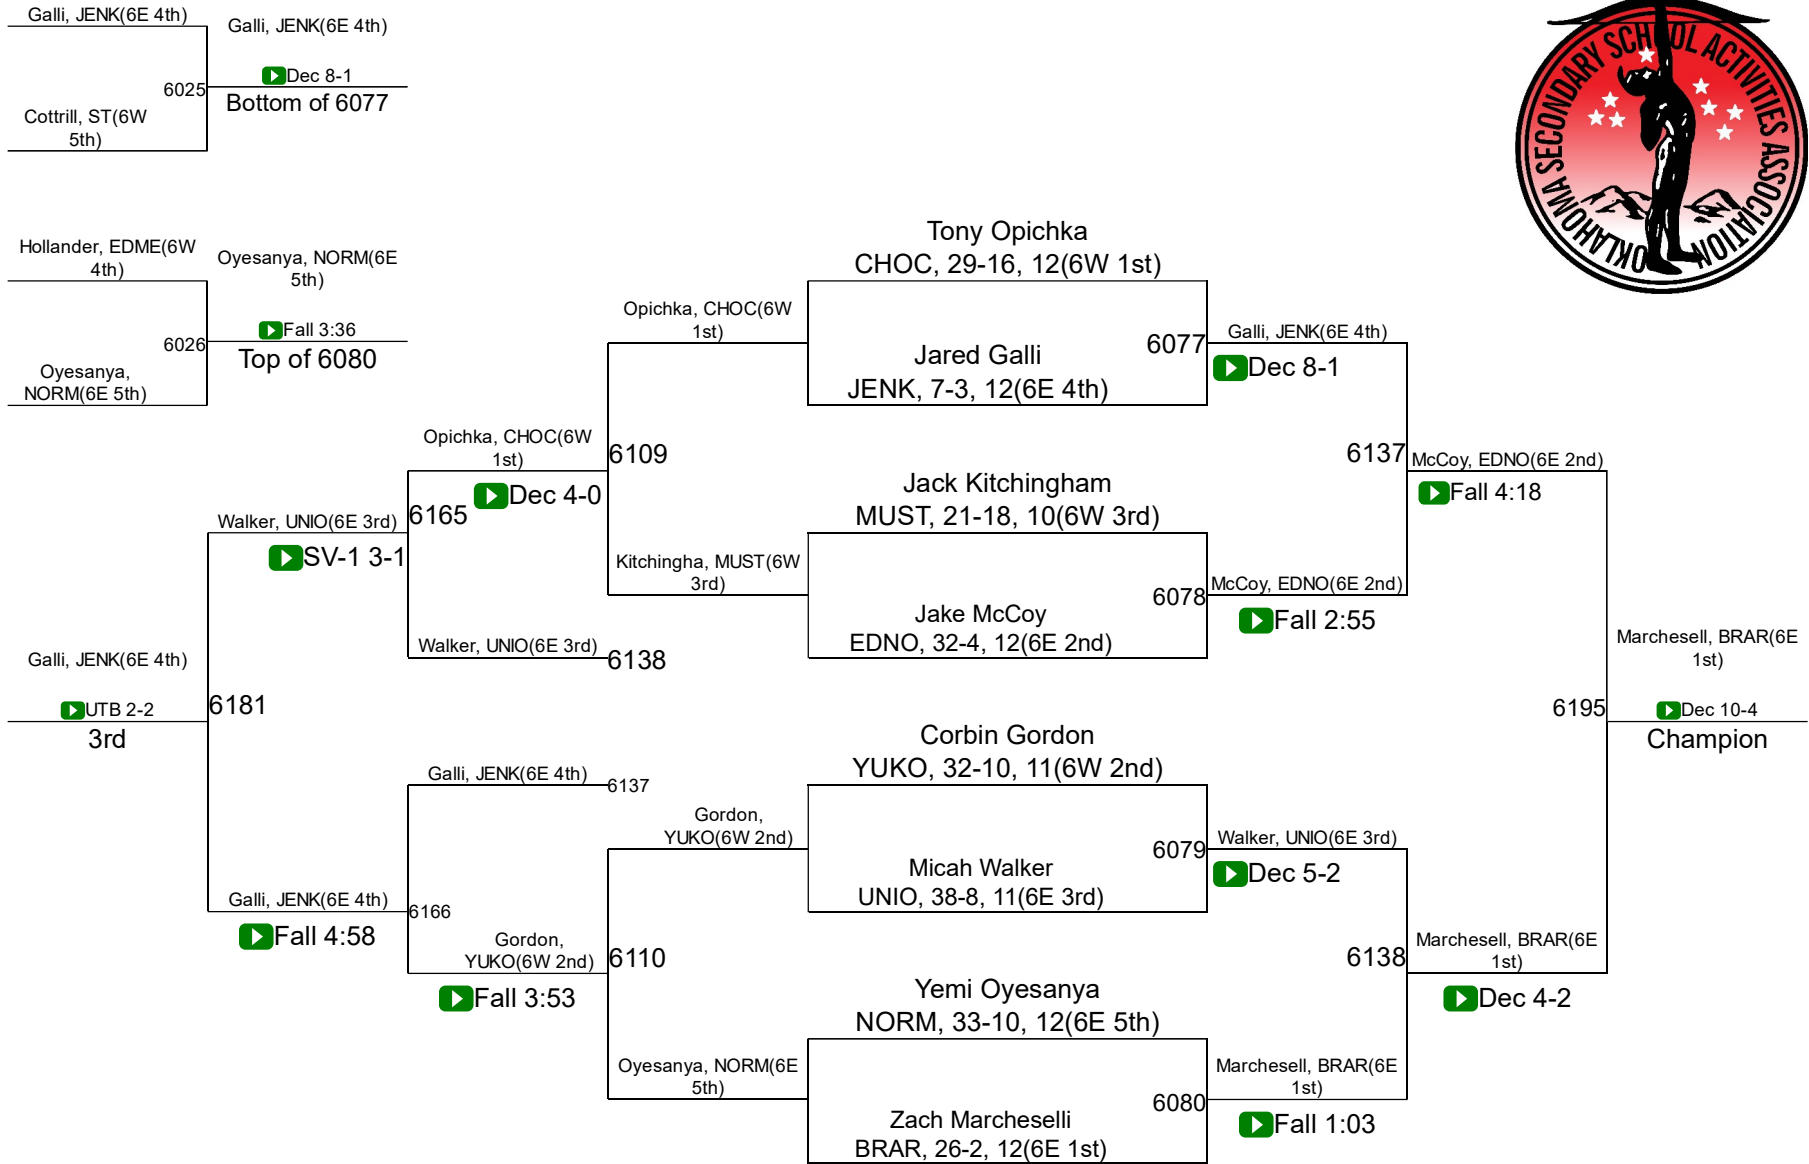 Galli, JENK(6E 4th)
Galli, JENK(6E 4th)
Dec 8-1
6025
Bottom of 6077
Cottrill, ST(6W
5th)
OKLAHOMA SECONDARY SCHOOL ACTIVITIES ASSOCIATION
Hollander, EDME(6W
4th)
Oyesanya, NORM(6E
5th)
Fall 3:36
6026
Top of 6080
Oyesanya,
NORM(6E 5th)
Tony Opichka
CHOC, 29-16, 12(6W 1st)
Opichka, CHOC(6W
1st)
6077
Galli, JENK(6E 4th)
Jared Galli
JENK, 7-3, 12(6E 4th)
Dec 8-1
Opichka, CHOC(6W
1st)
6109
Dec 4-0
6137
McCoy, EDNO(6E 2nd)
Fall 4:18
Jack Kitchingham
MUST, 21-18, 10(6W 3rd)
Walker, UNIO(6E 3rd)
6165
SV-1 3-1
Kitchingha, MUST(6W
3rd)
6078
McCoy, EDNO(6E 2nd)
Jake McCoy
EDNO, 32-4, 12(6E 2nd)
Fall 2:55
Walker, UNIO(6E 3rd)
6138
Galli, JENK(6E 4th)
UTB 2-2
3rd
6181
Marchesell, BRAR(6E
1st)
6195
Dec 10-4
Champion
Corbin Gordon
YUKO, 32-10, 11(6W 2nd)
Galli, JENK(6E 4th)
6137
Gordon,
YUKO(6W 2nd)
6079
Walker, UNIO(6E 3rd)
Micah Walker
UNIO, 38-8, 11(6E 3rd)
Dec 5-2
Galli, JENK(6E 4th)
6166
Fall 4:58
Gordon,
YUKO(6W 2nd)
6110
Fall 3:53
6138
Marchesell, BRAR(6E
1st)
Dec 4-2
Yemi Oyesanya
NORM, 33-10, 12(6E 5th)
Oyesanya, NORM(6E
5th)
6080
Marchesell, BRAR(6E
1st)
Zach Marcheselli
BRAR, 26-2, 12(6E 1st)
Fall 1:03